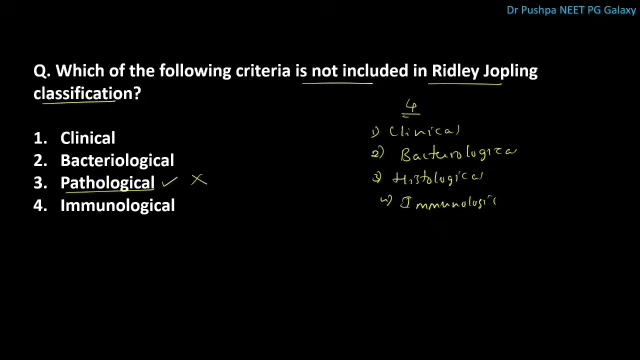 Dr Pushpa NEET PG Galaxy
Q. Which of the following criteria is not included in Ridley Jopling
classification?
4
1. Clinical
2. Bacteriological
3. Pathological ✓ ×
4. Immunological
1) Clinical
2) Bacteriological
3) Histological
4) Immunologic